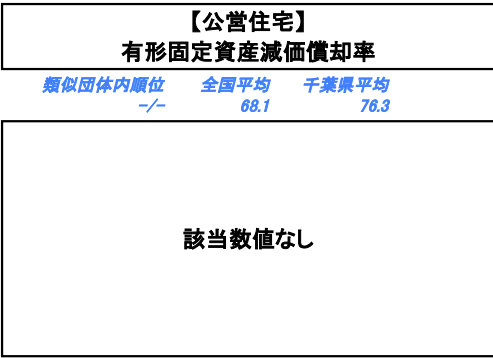 【公営住宅】
有形固定資産減価償却率
類似団体内順位 全国平均 千葉県平均
-/- 68.1 76.3
該当数値なし